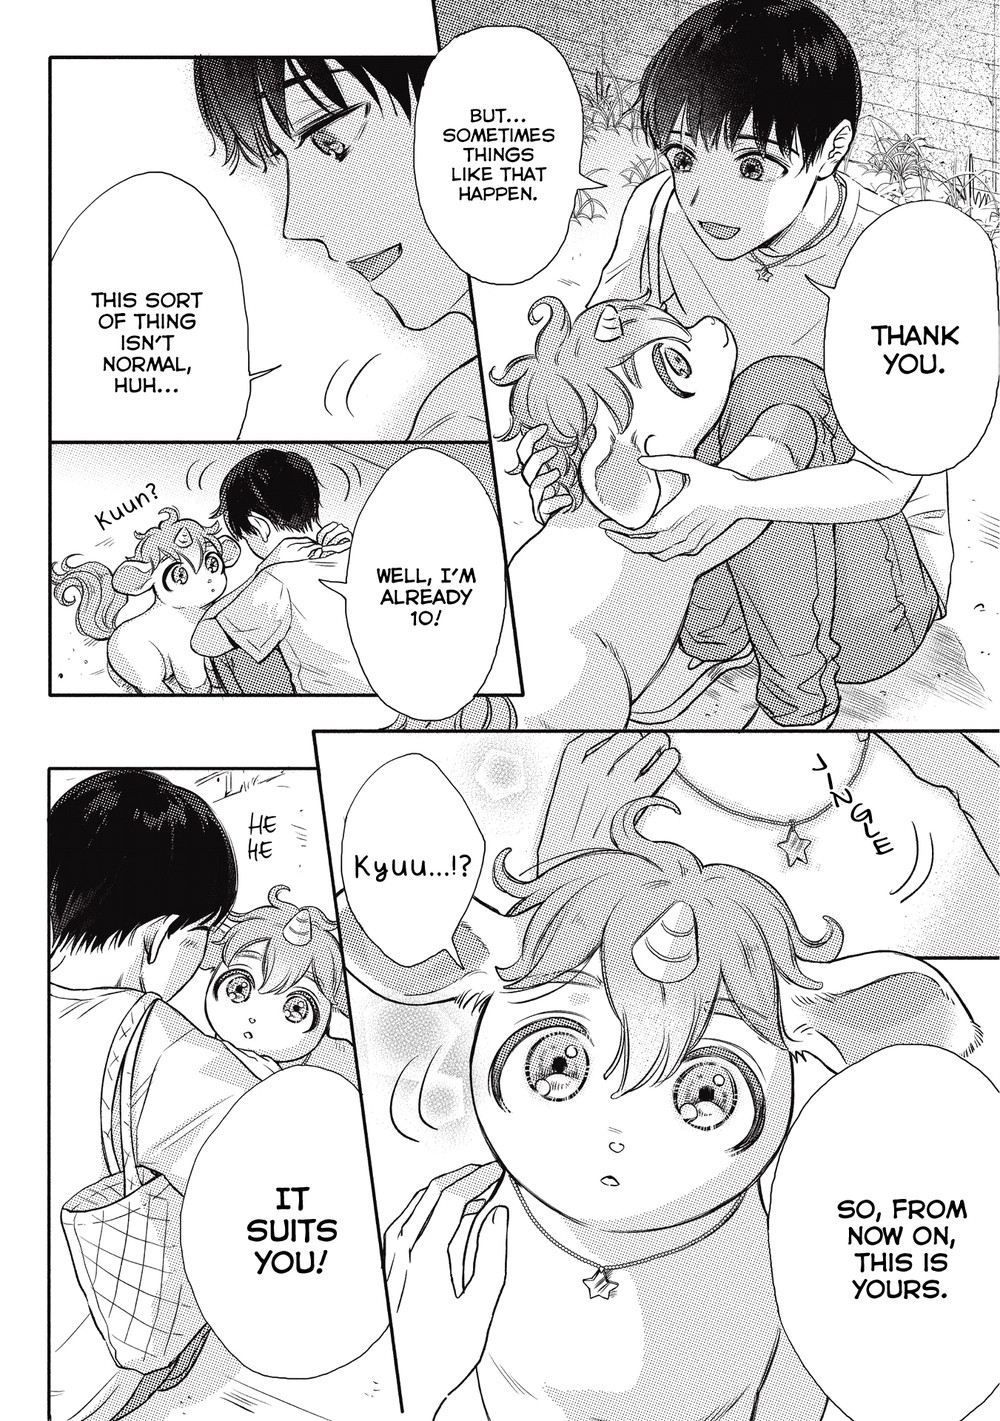 THANK
YOU.
BUT...
SOMETIMES
THINGS
LIKE THAT
HAPPEN.
THIS SORT
OF THING
ISN'T
NORMAL,
HUH...
WELL, I'M
ALREADY
10!
Kuun?
JINGLE
Kyuu...!?
SO, FROM
NOW ON,
THIS IS
YOURS.
HE
HE
IT
SUITS
YOU!